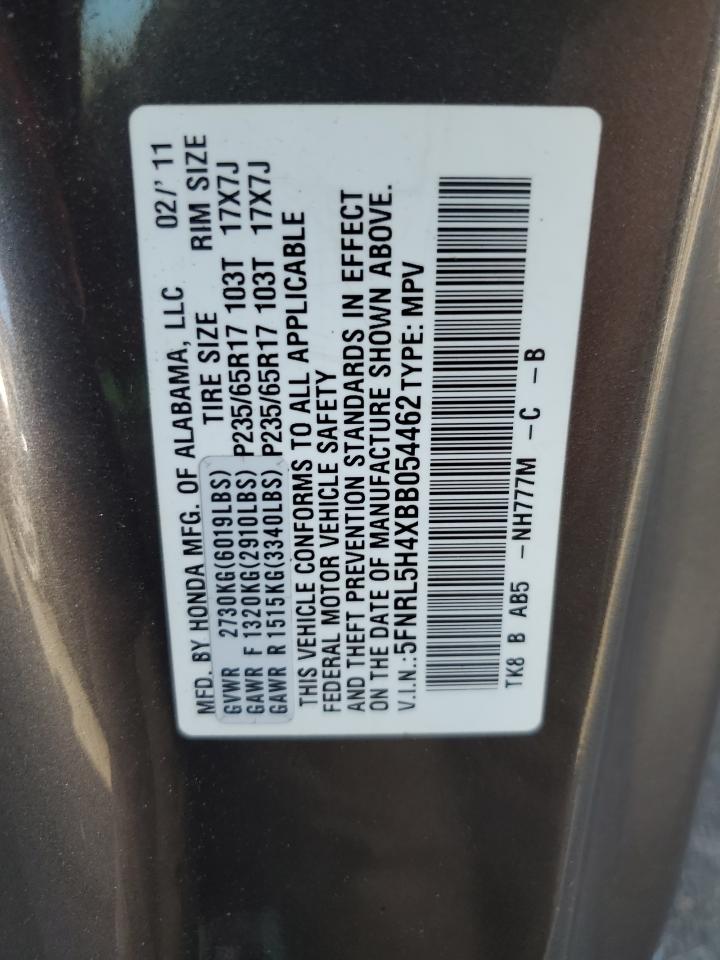 MFD. BY HONDA MFG. OF ALABAMA, LLC 02/' 11
TIRE SIZE RIM SIZE
GVWR 2730KG(6019LBS)
GAWR F 1320KG(2910LBS) P235/65R17 103T 17X7J
GAWR R 1515KG(3340LBS) P235/65R17 103T 17X7J
THIS VEHICLE CONFORMS TO ALL APPLICABLE
FEDERAL MOTOR VEHICLE SAFETY
AND THEFT PREVENTION STANDARDS IN EFFECT
ON THE DATE OF MANUFACTURE SHOWN ABOVE.
V.I.N.:5FNRL5H4XBB054462 TYPE: MPV
TK8 B AB5 -NH777M -C -B